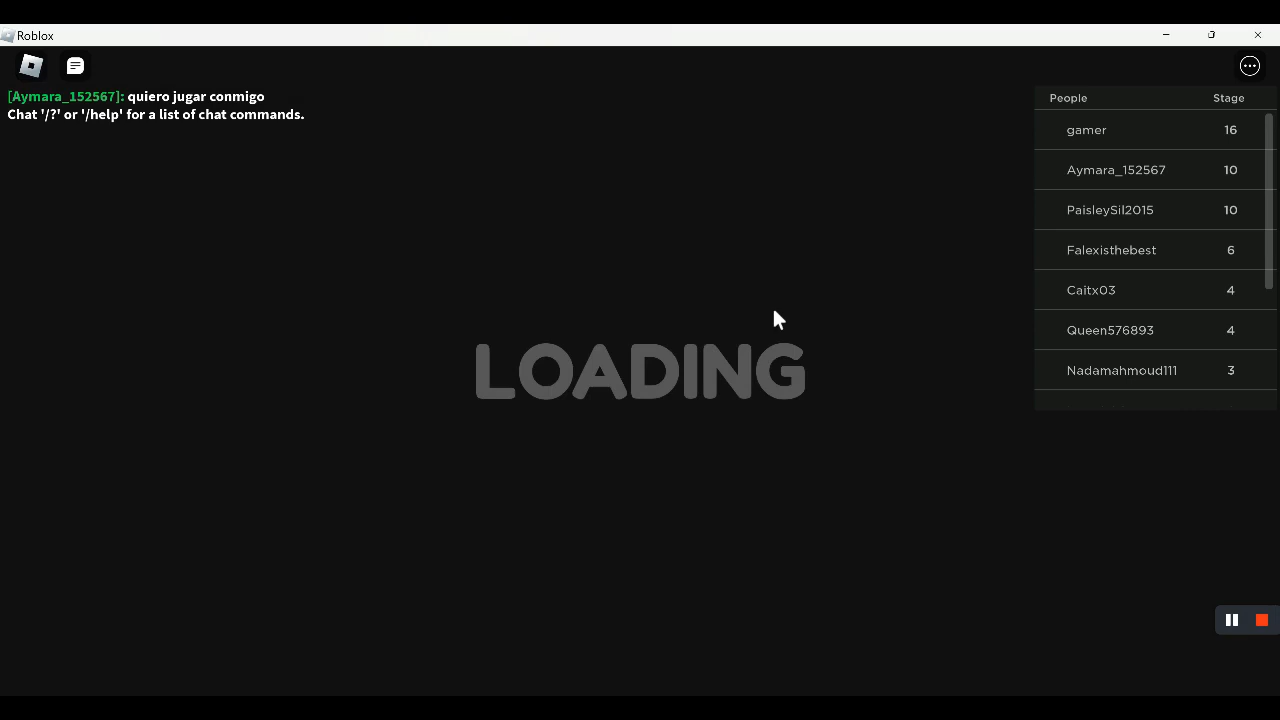 Roblox
[Aymara_152567]: quiero jugar conmigo
Chat '/?' or '/help' for a list of chat commands.
People Stage
gamer 16
Aymara_152567 10
PaisleySil2015 10
Falexisthebest 6
Caitx03 4
Queen576893 4
Nadamahmoud111 3
LOADING